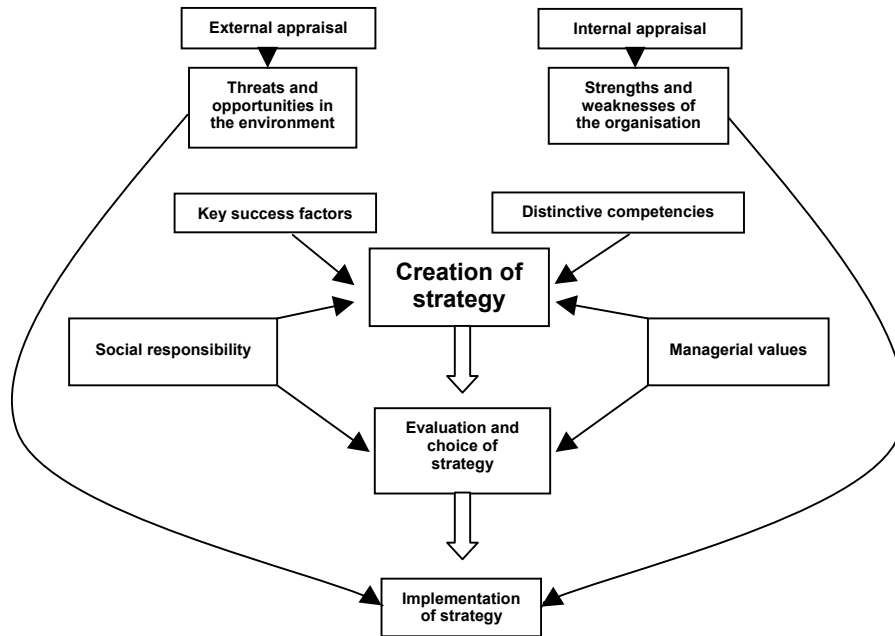 External appraisal
Internal appraisal
Threats and
opportunities in
the environment
Strengths and
weaknesses of
the organisation
Key success factors
Distinctive competencies
Creation of
strategy
Social responsibility
Managerial values
Evaluation and
choice of
strategy
Implementation
of strategy